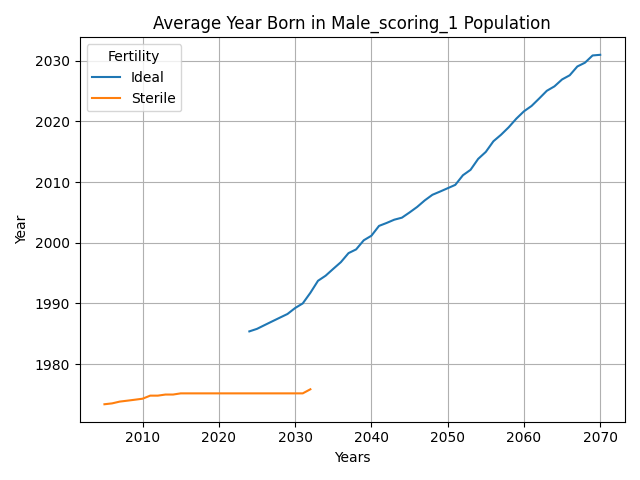 Average Year Born in Male_scoring_1 Population
Fertility
Ideal
Sterile
Year
2030
2020
2010
2000
1990
1980
2010 2020 2030 2040 2050 2060 2070
Years